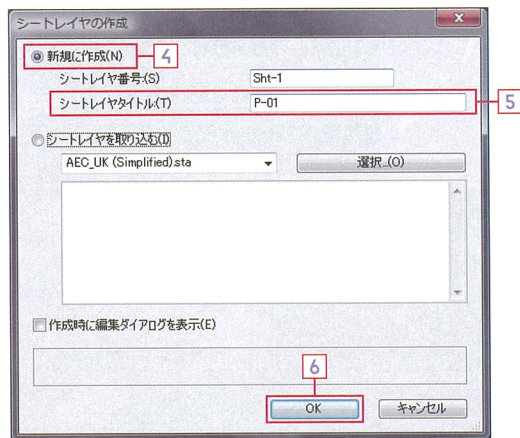 シートレイヤの作成
新規に作成(N) 4
シートレイヤ番号:(S) Sht-1
シートレイヤタイトル:(T) P-01 5
シートレイヤを取り込む(I)
AEC_UK (Simplified).sta 選択...(O)
作成時に編集ダイアログを表示(E)
6
OK キャンセル